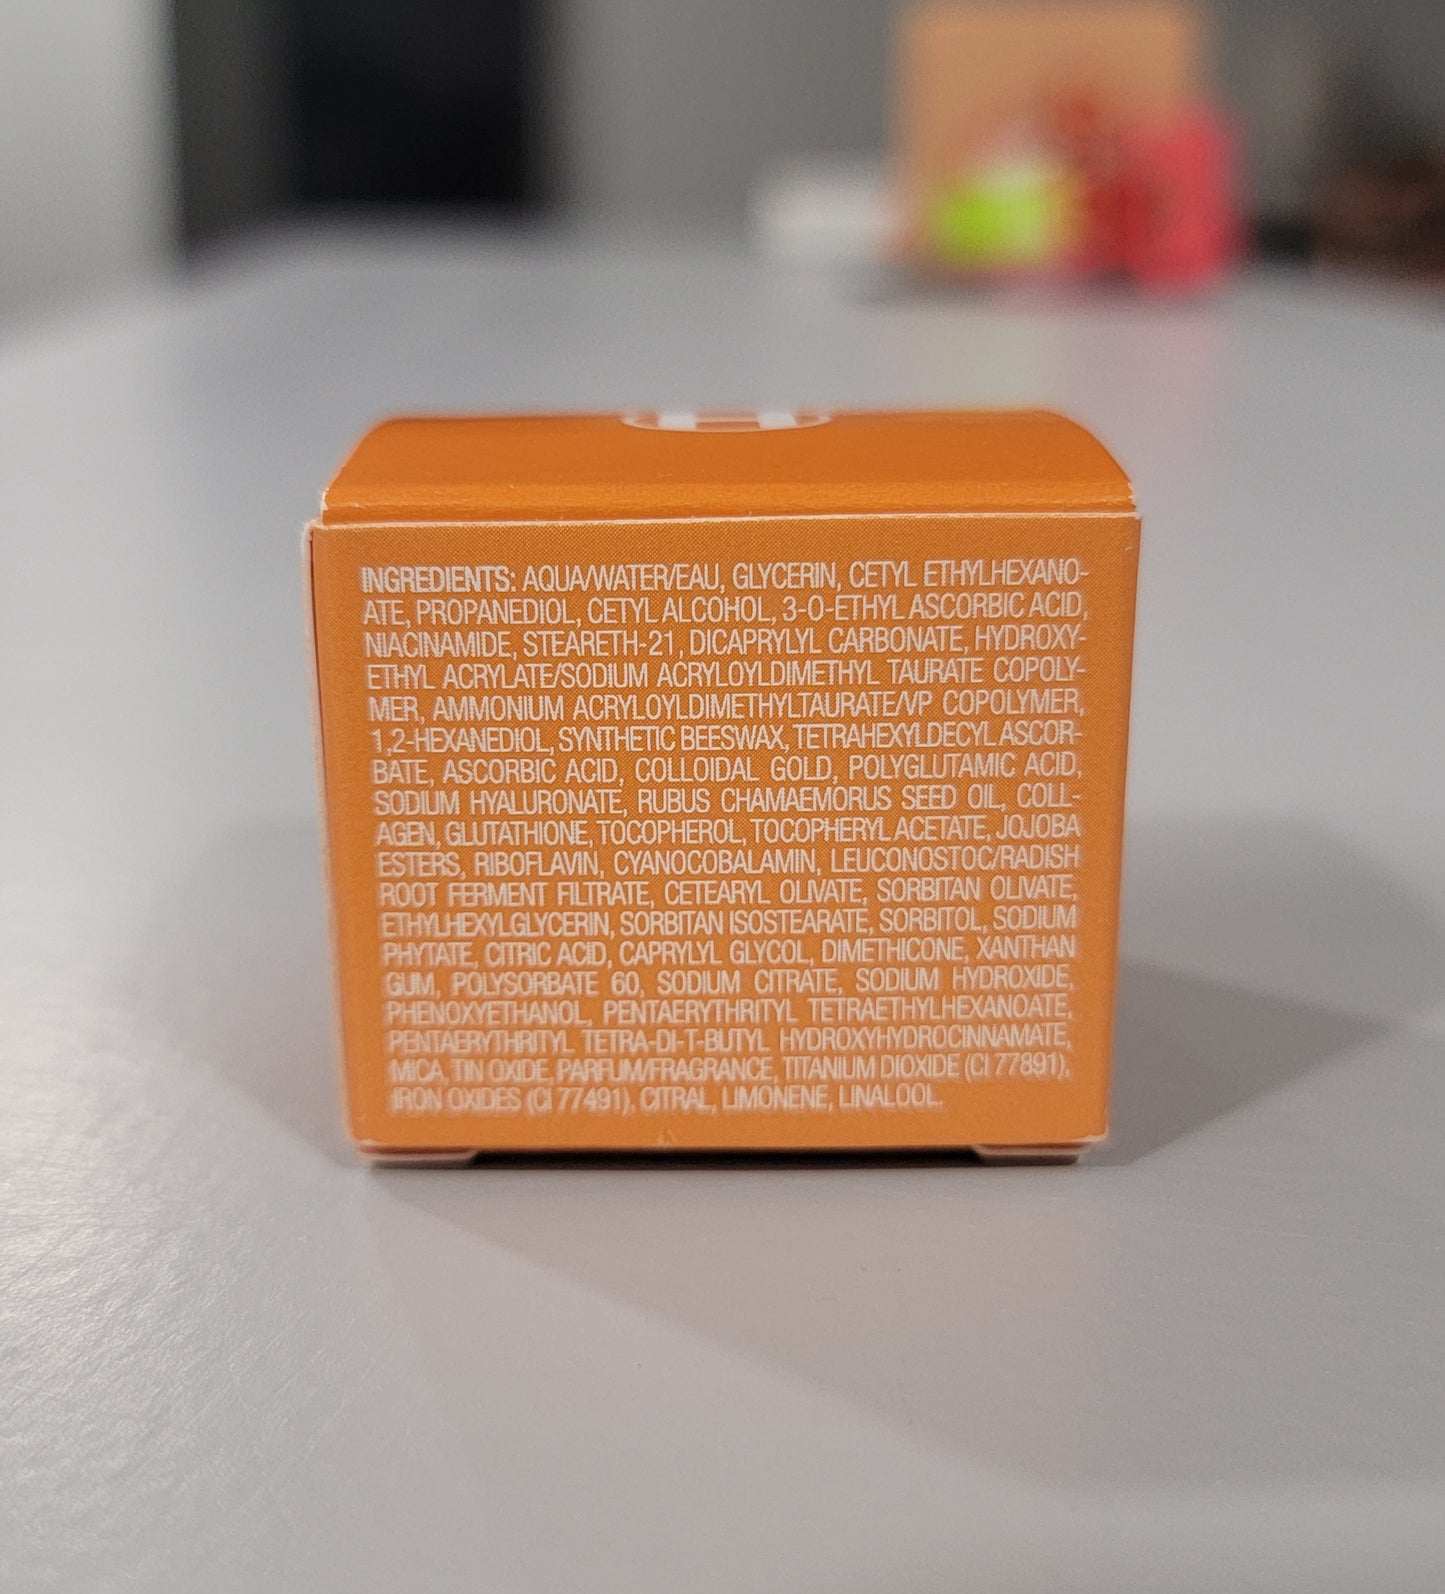 INGREDIENTS: AQUA/WATER/EAU, GLYCERIN, CETYL ETHYLHEXANO-
ATE, PROPANEDIOL, CETYL ALCOHOL, 3-O-ETHYL ASCORBIC ACID,
NIACINAMIDE, STEARETH-21, DICAPRYLYL CARBONATE, HYDROXY-
ETHYL ACRYLATE/SODIUM ACRYLOYLDIMETHYL TAURATE COPOLY-
MER, AMMONIUM ACRYLOYLDIMETHYLTAURATE/VP COPOLYMER,
1,2-HEXANEDIOL, SYNTHETIC BEESWAX, TETRAHEXYLDECYL ASCOR-
BATE, ASCORBIC ACID, COLLOIDAL GOLD, POLYGLUTAMIC ACID,
SODIUM HYALURONATE, RUBUS CHAMAEMORUS SEED OIL, COLL-
AGEN, GLUTATHIONE, TOCOPHEROL, TOCOPHERYL ACETATE, JOJOBA
ESTERS, RIBOFLAVIN, CYANOCOBALAMIN, LEUCONOSTOC/RADISH
ROOT FERMENT FILTRATE, CETEARYL OLIVATE, SORBITAN OLIVATE,
ETHYLHEXYLGLYCERIN, SORBITAN ISOSTEARATE, SORBITOL, SODIUM
PHYTATE, CITRIC ACID, CAPRYLYL GLYCOL, DIMETHICONE, XANTHAN
GUM, POLYSORBATE 60, SODIUM CITRATE, SODIUM HYDROXIDE,
PHENOXYETHANOL, PENTAERYTHRITYL TETRAETHYLHEXANOATE,
PENTAERYTHRITYL TETRA-DI-T-BUTYL HYDROXYHYDROCINNAMATE,
MICA, TIN OXIDE, PARFUM/FRAGRANCE, TITANIUM DIOXIDE (CI 77891),
IRON OXIDES (CI 77491), CITRAL, LIMONENE, LINALOOL.